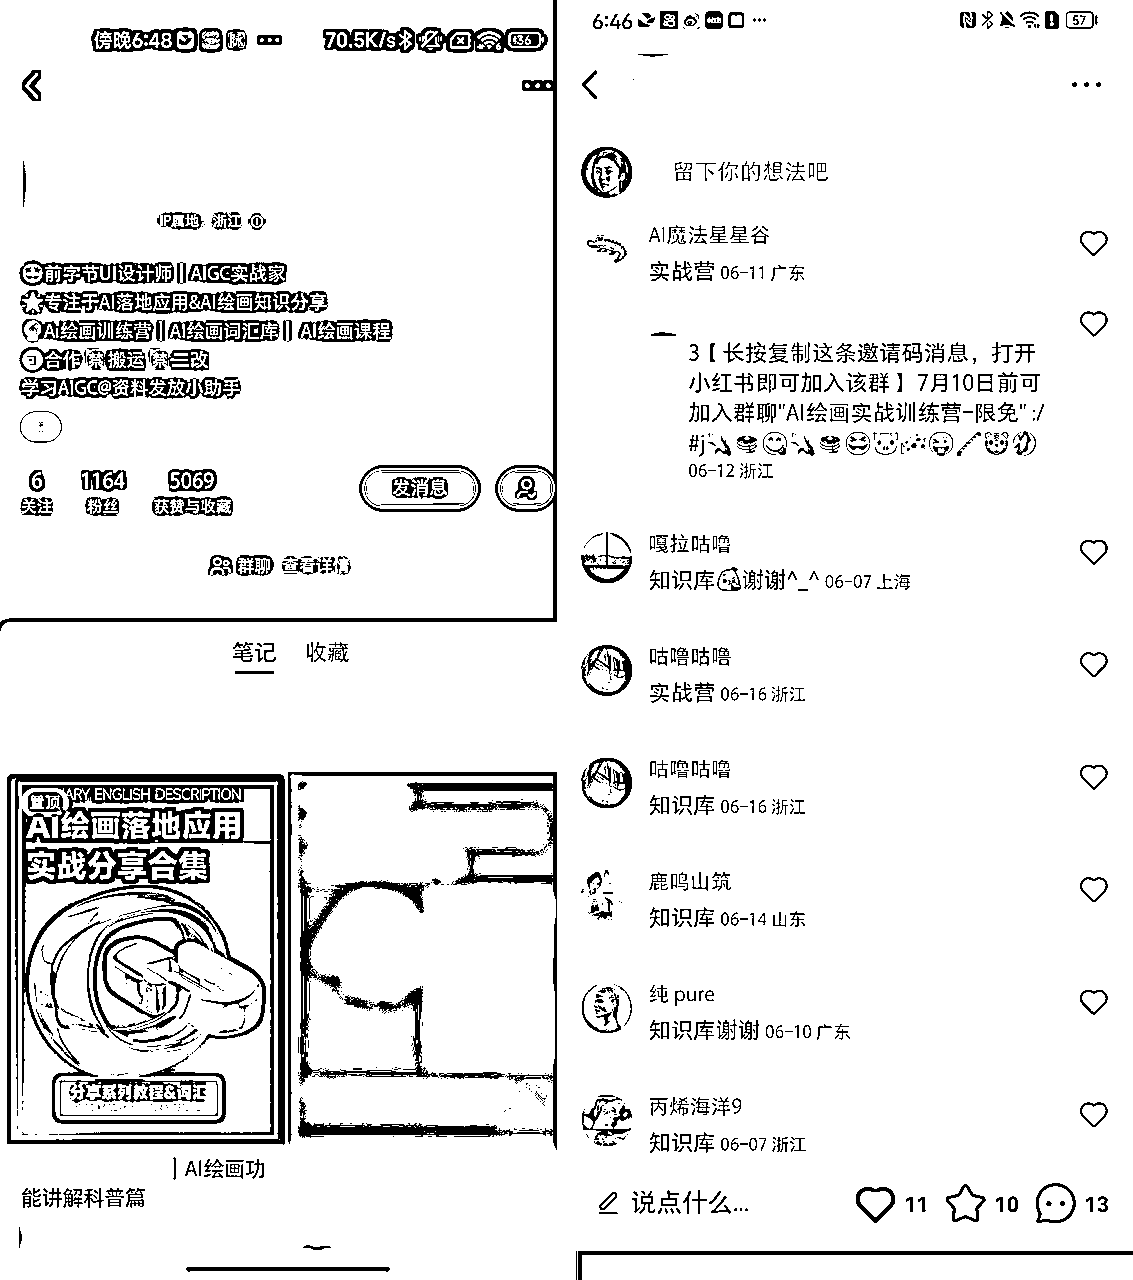 傍晚6:48
70.5K/s
36
IP属地：浙江
前字节UI设计师 | AIGC实战家
专注于AI落地应用&AI绘画知识分享
AI绘画训练营 | AI绘画词汇库 | AI绘画课程
合作 禁搬运 禁二改
学习AIGC@资料发放小助手
6 1164 5069
关注 粉丝 获赞与收藏
发消息
群聊 查看详情
笔记 收藏
置顶
ARY ENGLISH DESCRIPTION
AI绘画落地应用
实战分享合集
分享系列教程&词汇
| AI绘画功
能讲解科普篇
6:46
57
留下你的想法吧
AI魔法星星谷
实战营 06-11 广东
3【长按复制这条邀请码消息，打开
小红书即可加入该群】7月10日前可
加入群聊"AI绘画实战训练营-限免" :/
#j
06-12 浙江
嘎拉咕噜
知识库谢谢^_^ 06-07 上海
咕噜咕噜
实战营 06-16 浙江
咕噜咕噜
知识库 06-16 浙江
鹿鸣山筑
知识库 06-14 山东
纯 pure
知识库谢谢 06-10 广东
丙烯海洋9
知识库 06-07 浙江
说点什么...
11 10 13